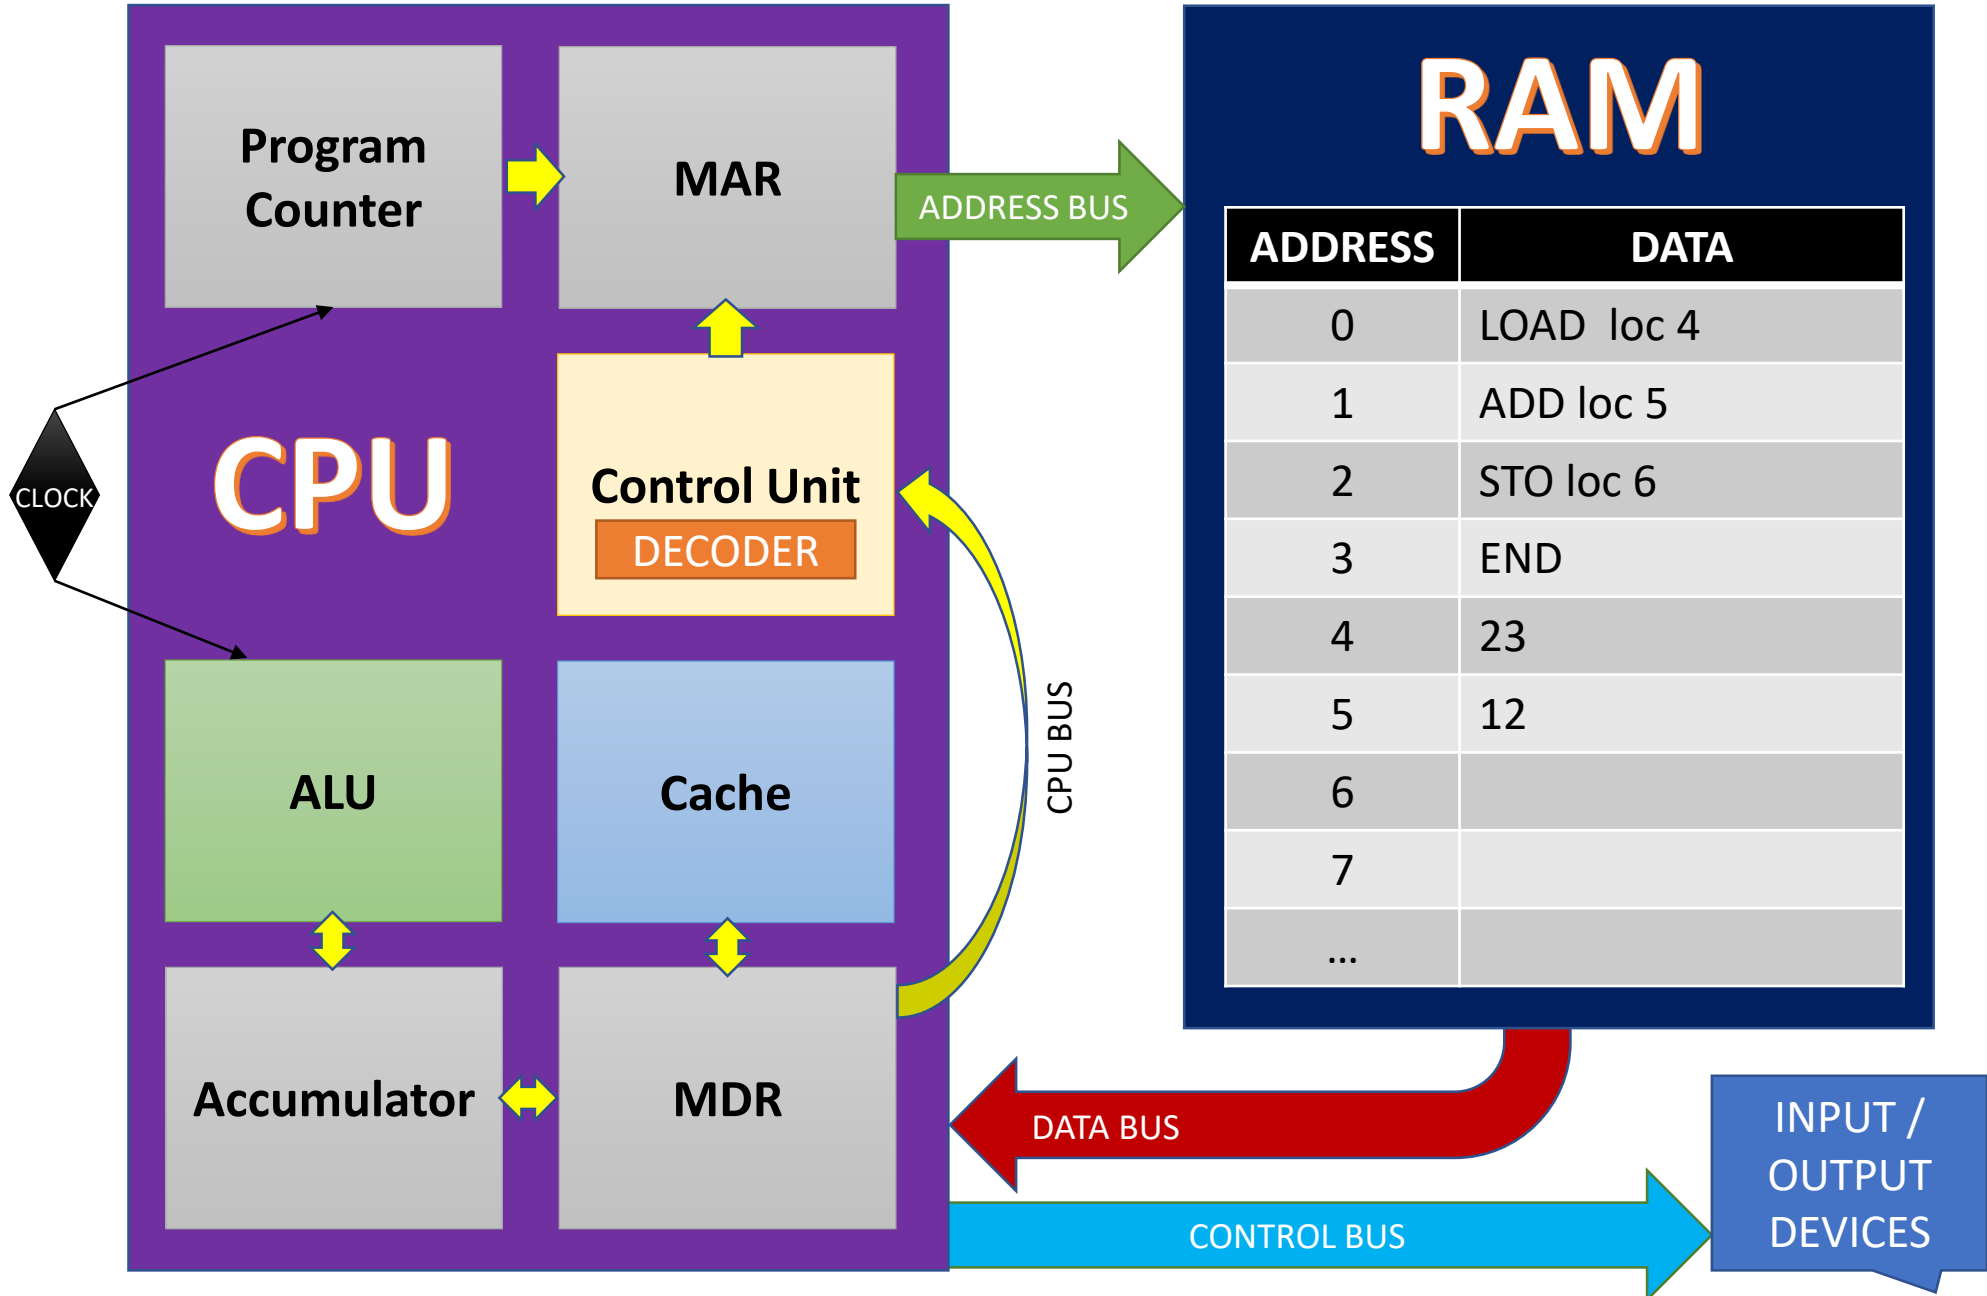 Program
Counter
MAR
ADDRESS BUS
CLOCK
CPU
Control Unit
DECODER
ALU
Cache
CPU BUS
Accumulator
MDR
RAM
ADDRESS DATA
0 LOAD  loc 4
1 ADD loc 5
2 STO loc 6
3 END
4 23
5 12
6
7
...
DATA BUS
CONTROL BUS
INPUT /
OUTPUT
DEVICES